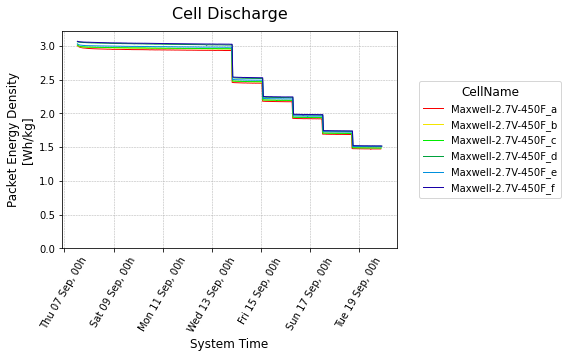 Cell Discharge
Packet Energy Density
[Wh/kg]
3.0
2.5
2.0
1.5
1.0
0.5
0.0
Thu 07 Sep, 00h
Sat 09 Sep, 00h
Mon 11 Sep, 00h
Wed 13 Sep, 00h
Fri 15 Sep, 00h
Sun 17 Sep, 00h
Tue 19 Sep, 00h
System Time
CellName
Maxwell-2.7V-450F_a
Maxwell-2.7V-450F_b
Maxwell-2.7V-450F_c
Maxwell-2.7V-450F_d
Maxwell-2.7V-450F_e
Maxwell-2.7V-450F_f